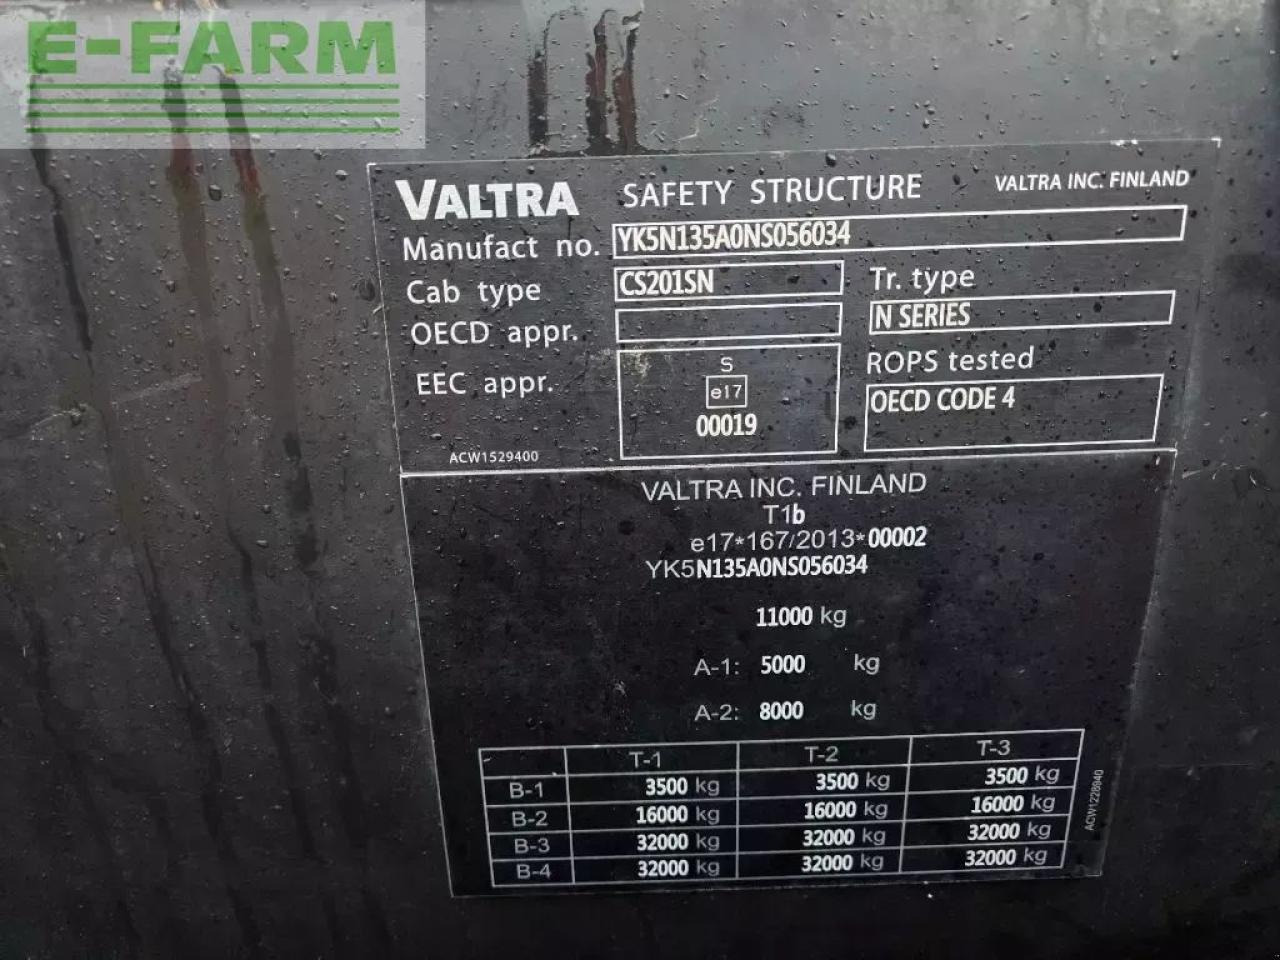 E-FARM
VALTRA SAFETY STRUCTURE VALTRA INC. FINLAND
Manufact no. YK5N135A0NS056034
Cab type CS201SN Tr. type
OECD appr. N SERIES
EEC appr. S ROPS tested
e17 OECD CODE 4
00019
ACW1529400
VALTRA INC. FINLAND
T1b
e17*167/2013*00002
YK5N135A0NS056034
11000 kg
A-1: 5000 kg
A-2: 8000 kg
T-1 T-2 T-3
B-1 3500 kg 3500 kg 3500 kg
B-2 16000 kg 16000 kg 16000 kg
B-3 32000 kg 32000 kg 32000 kg
B-4 32000 kg 32000 kg 32000 kg
ACW1228940